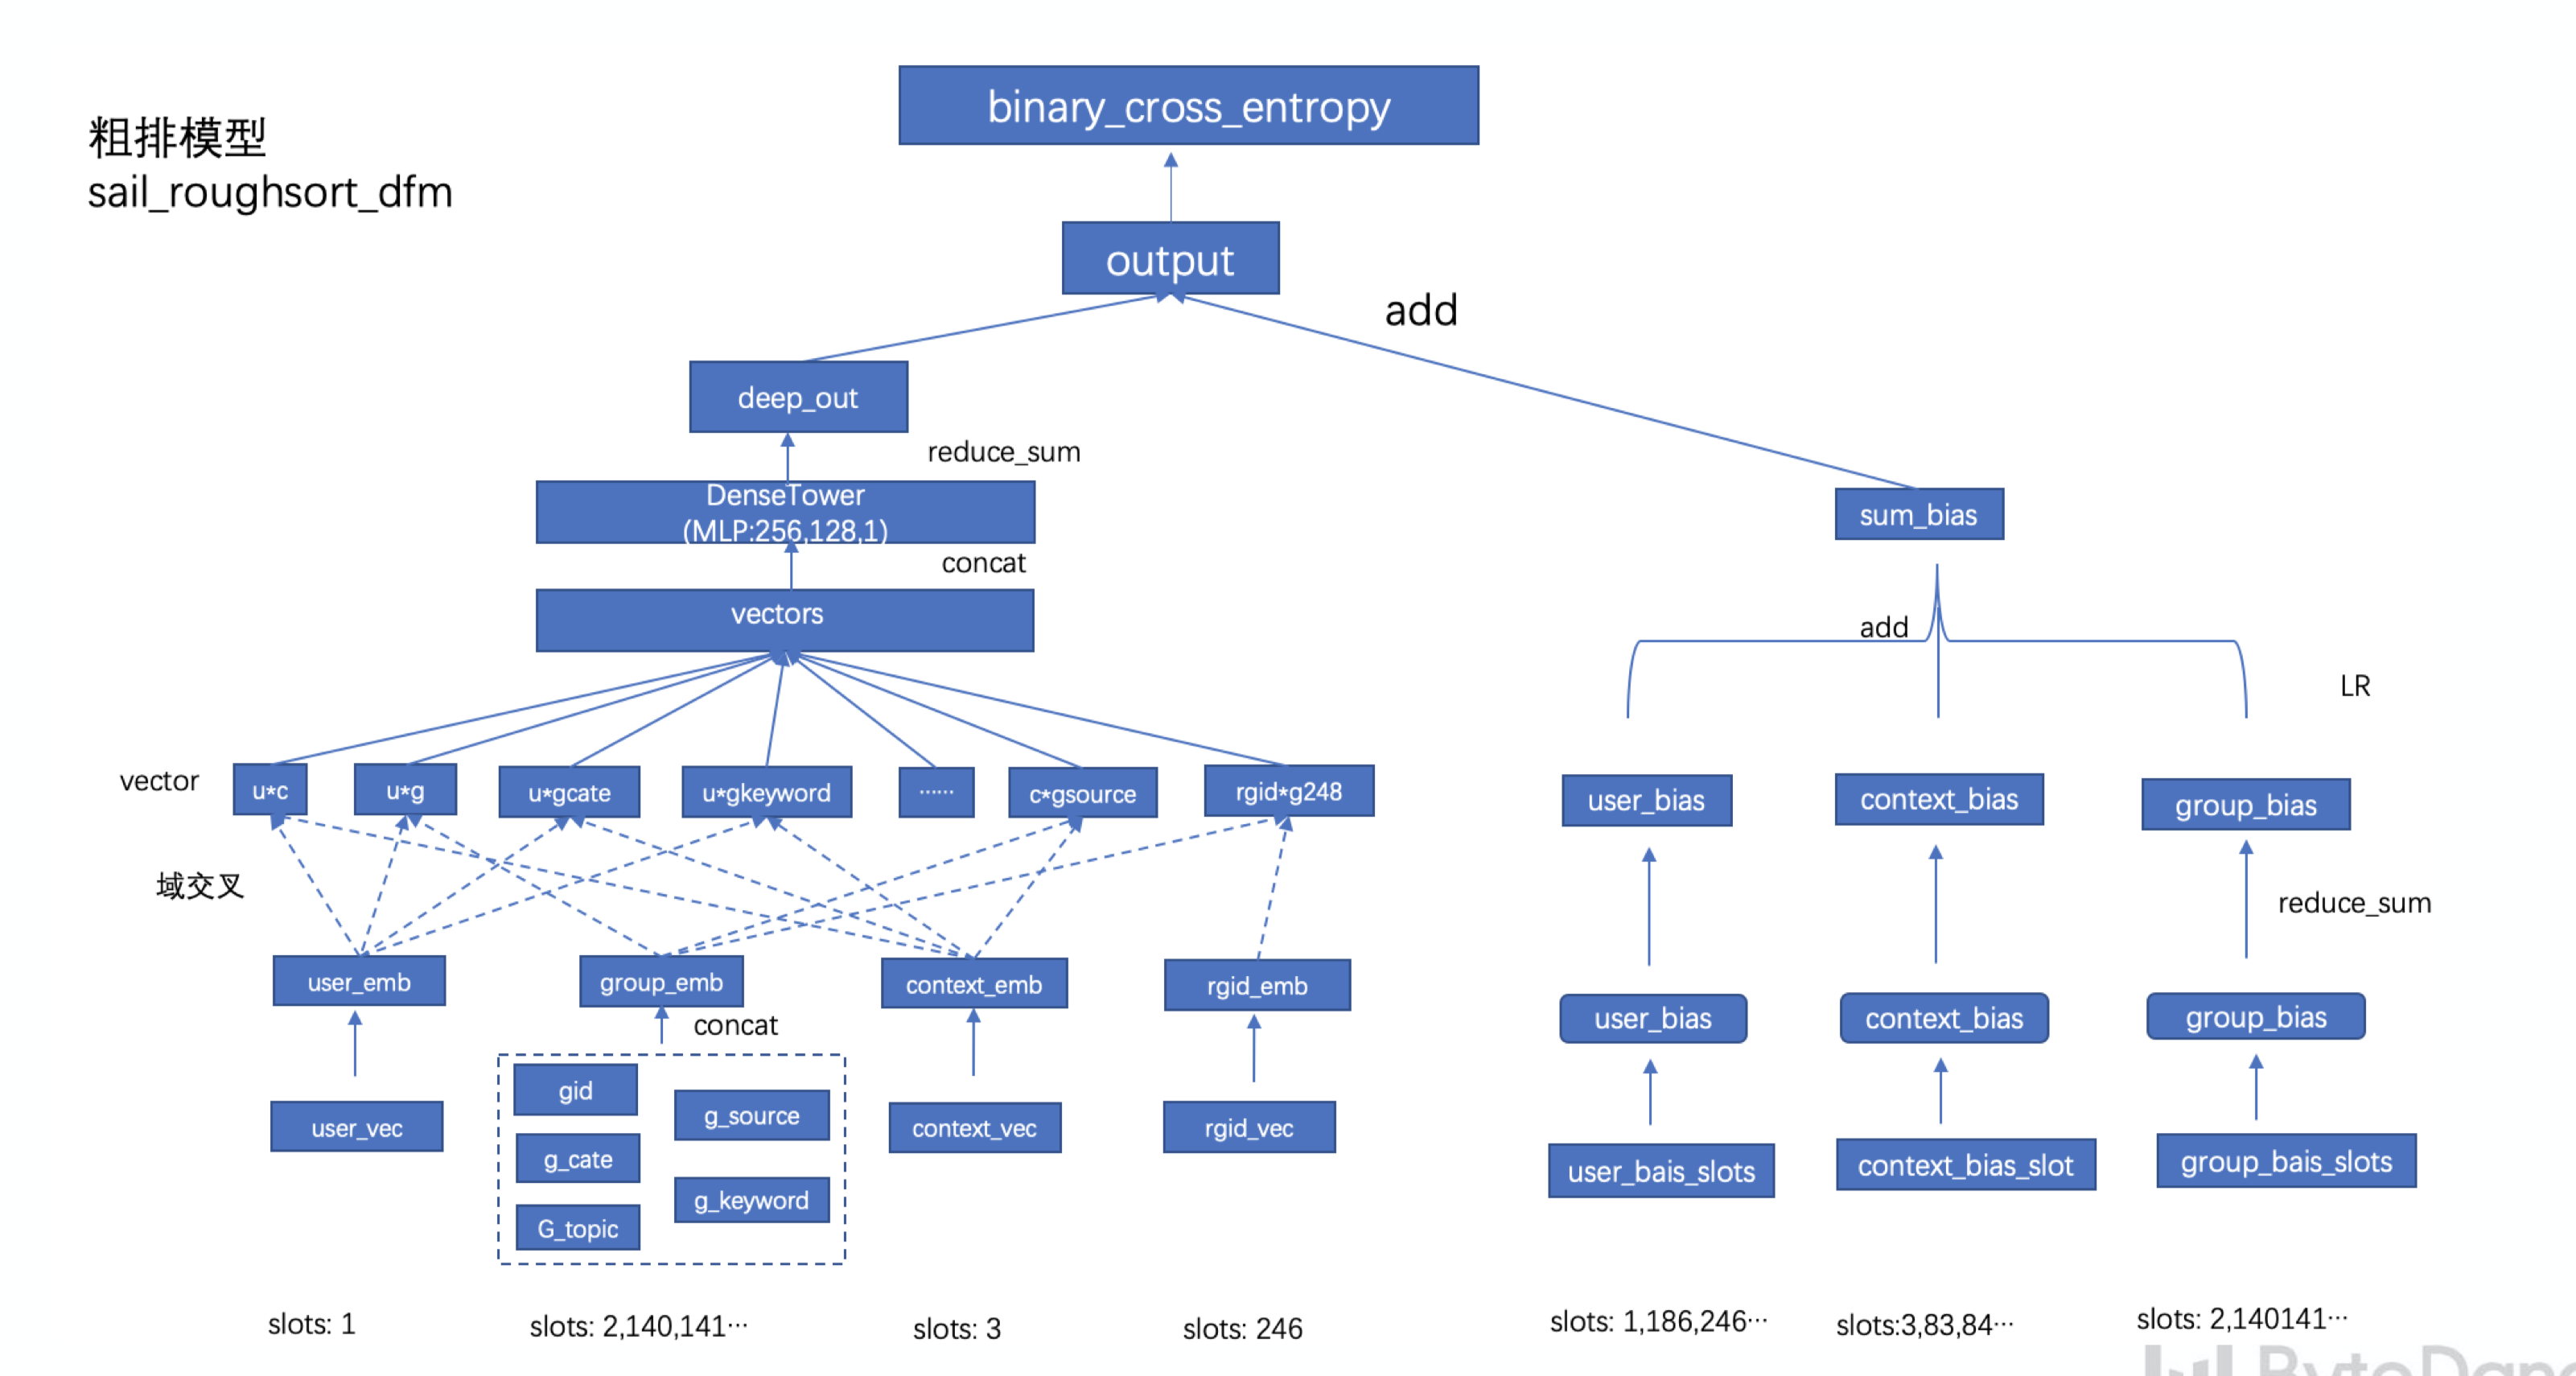 粗排模型
sail_roughsort_dfm
binary_cross_entropy
output
add
deep_out
reduce_sum
DenseTower
(MLP:256,128,1)
concat
vectors
sum_bias
add
LR
vector
u*c
u*g
u*gcate
u*gkeyword
……
c*gsource
rgid*g248
user_bias
context_bias
group_bias
域交叉
reduce_sum
user_emb
group_emb
context_emb
rgid_emb
concat
user_bias
context_bias
group_bias
gid
g_source
g_cate
g_keyword
G_topic
user_vec
context_vec
rgid_vec
user_bais_slots
context_bias_slot
group_bais_slots
slots: 1
slots: 2,140,141…
slots: 3
slots: 246
slots: 1,186,246…
slots:3,83,84…
slots: 2,140141…